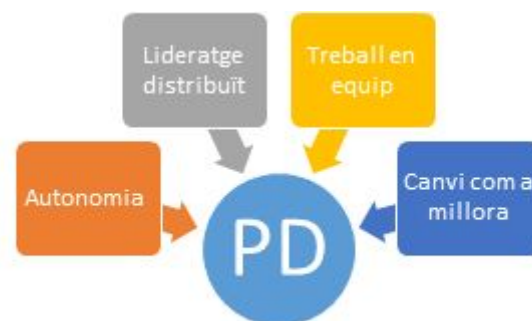 Lideratge
distribuït
Treball en
equip
Autonomia
Canvi com a
millora
PD